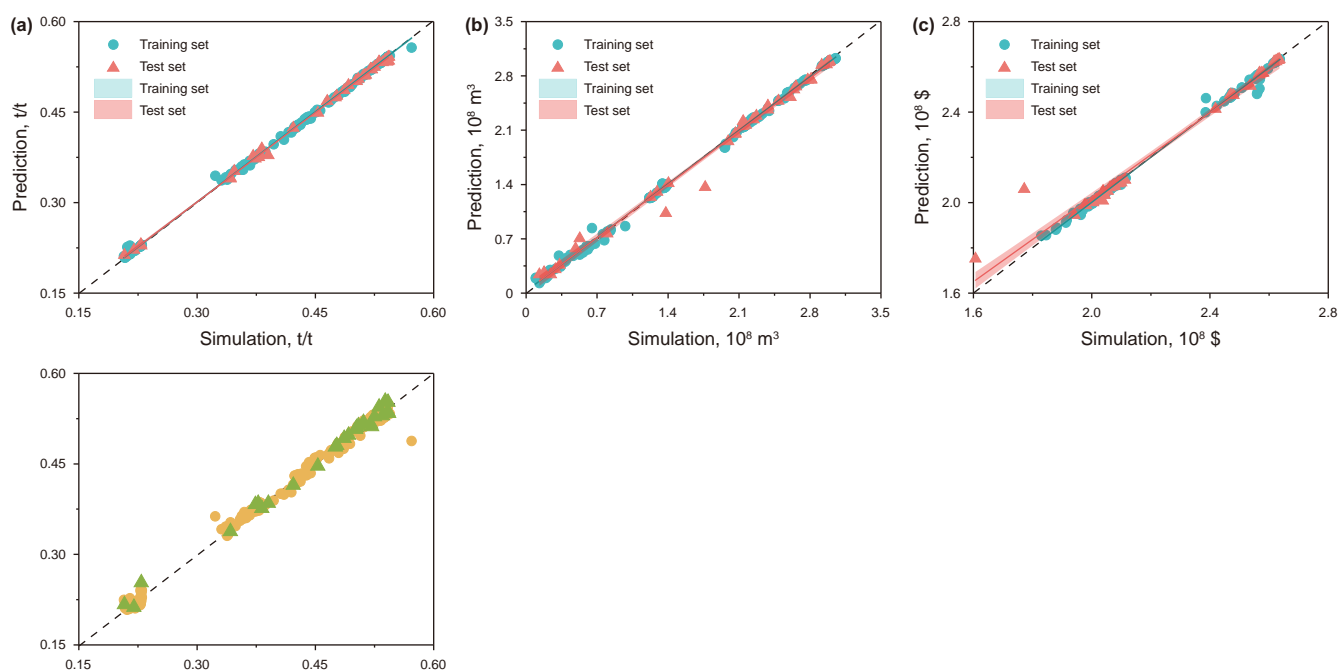 (a)
0.60
0.45
0.30
0.15
Prediction, t/t
Training set
Test set
Training set
Test set
0.15
0.30
0.45
0.60
Simulation, t/t
(b)
3.5
2.8
2.1
1.4
0.7
0
Prediction, 10⁸ m³
Training set
Test set
Training set
Test set
0
0.7
1.4
2.1
2.8
3.5
Simulation, 10⁸ m³
(c)
2.8
2.4
2.0
1.6
Prediction, 10⁸ $
Training set
Test set
Training set
Test set
1.6
2.0
2.4
2.8
Simulation, 10⁸ $
0.60
0.45
0.30
0.15
0.15
0.30
0.45
0.60